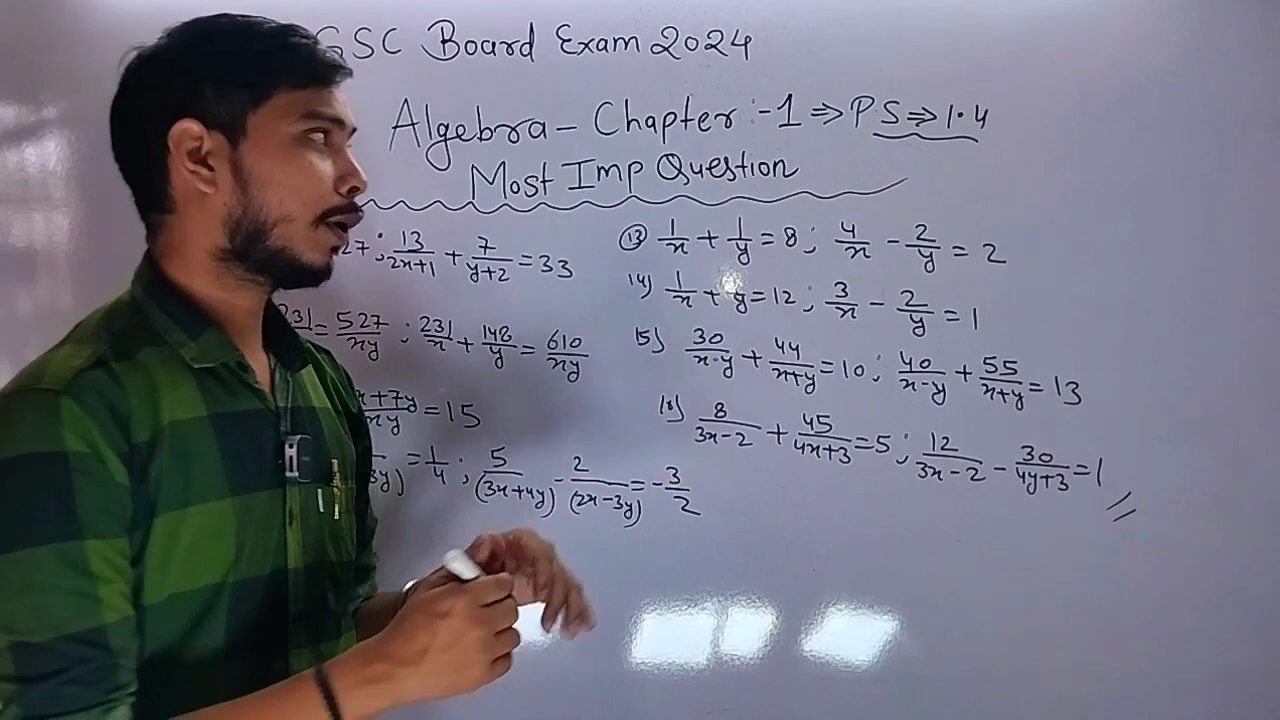 GSC Board Exam 2024
Algebra - Chapter :-1 ⇒ PS ⇒ 1.4
Most Imp Question
27 ; 13/(2x+1) + 7/(y+2) = 33
231 = 527/xy ; 231/x + 148/y = 610/xy
x+7y/xy = 15
3y) = 1/4 ; 5/(3x+4y) - 2/(2x-3y) = -3/2
13) 1/x + 1/y = 8 ; 4/x - 2/y = 2
14) 1/x + y = 12 ; 3/x - 2/y = 1
15) 30/(x-y) + 44/(x+y) = 10 ; 40/(x-y) + 55/(x+y) = 13
8/(3x-2) + 45/(4x+3) = 5 ; 12/(3x-2) - 30/(4y+3) = 1